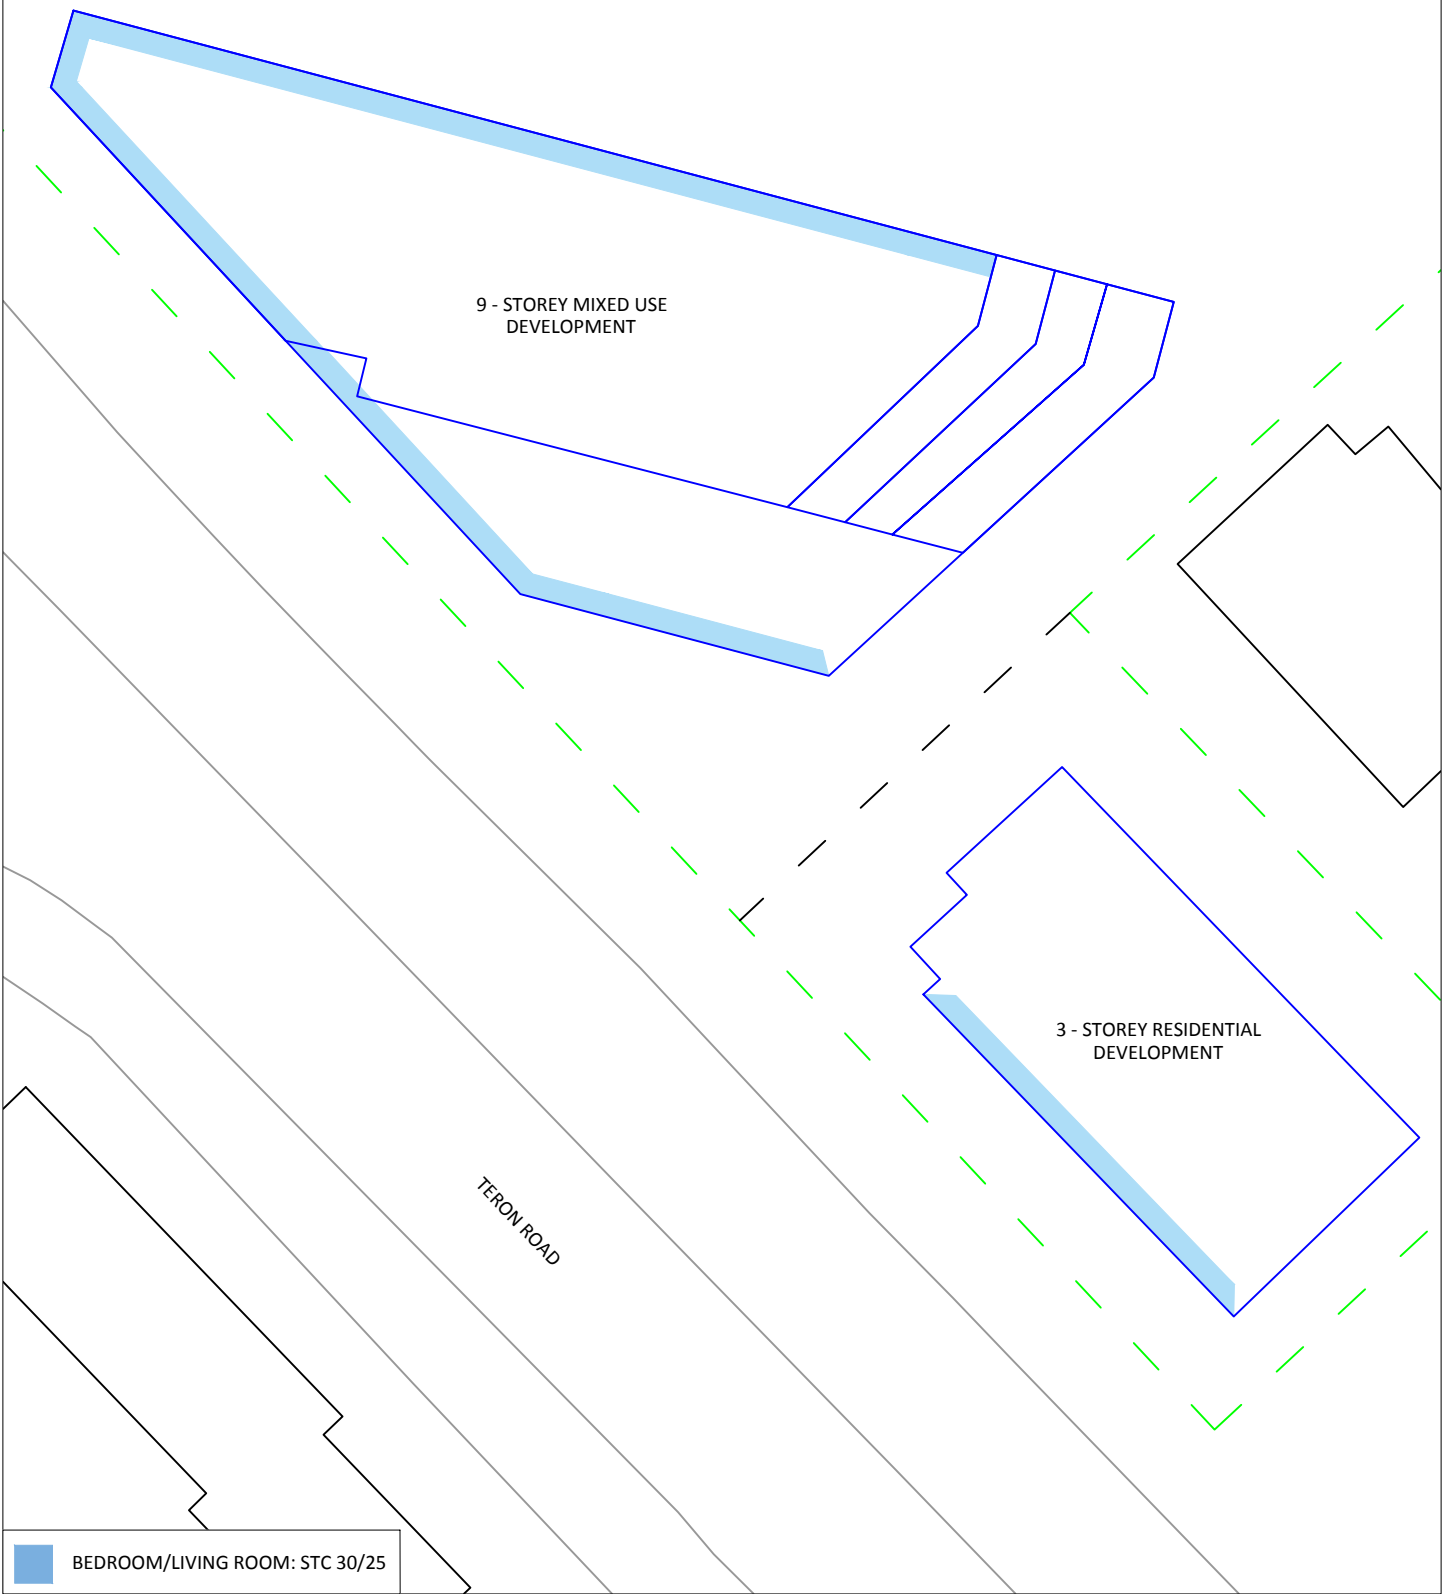 9 - STOREY MIXED USE
DEVELOPMENT
3 - STOREY RESIDENTIAL
DEVELOPMENT
TERON ROAD
BEDROOM/LIVING ROOM: STC 30/25